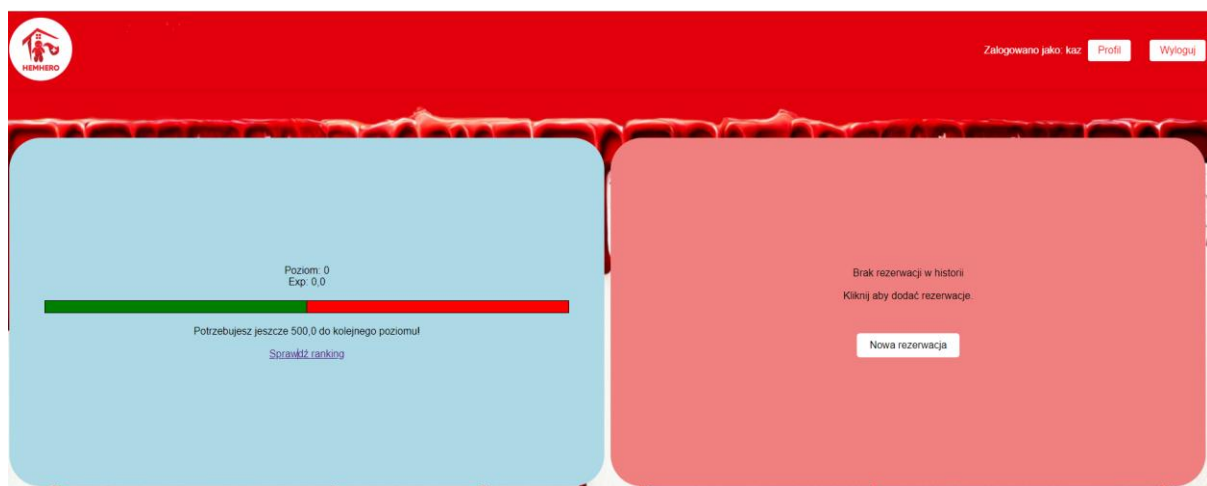 HEMHERO
Zalogowano jako: kaz Profil Wyloguj
Poziom: 0
Exp: 0,0
Potrzebujesz jeszcze 500,0 do kolejnego poziomu!
Sprawdź ranking
Brak rezerwacji w historii
Kliknij aby dodać rezerwacje.
Nowa rezerwacja